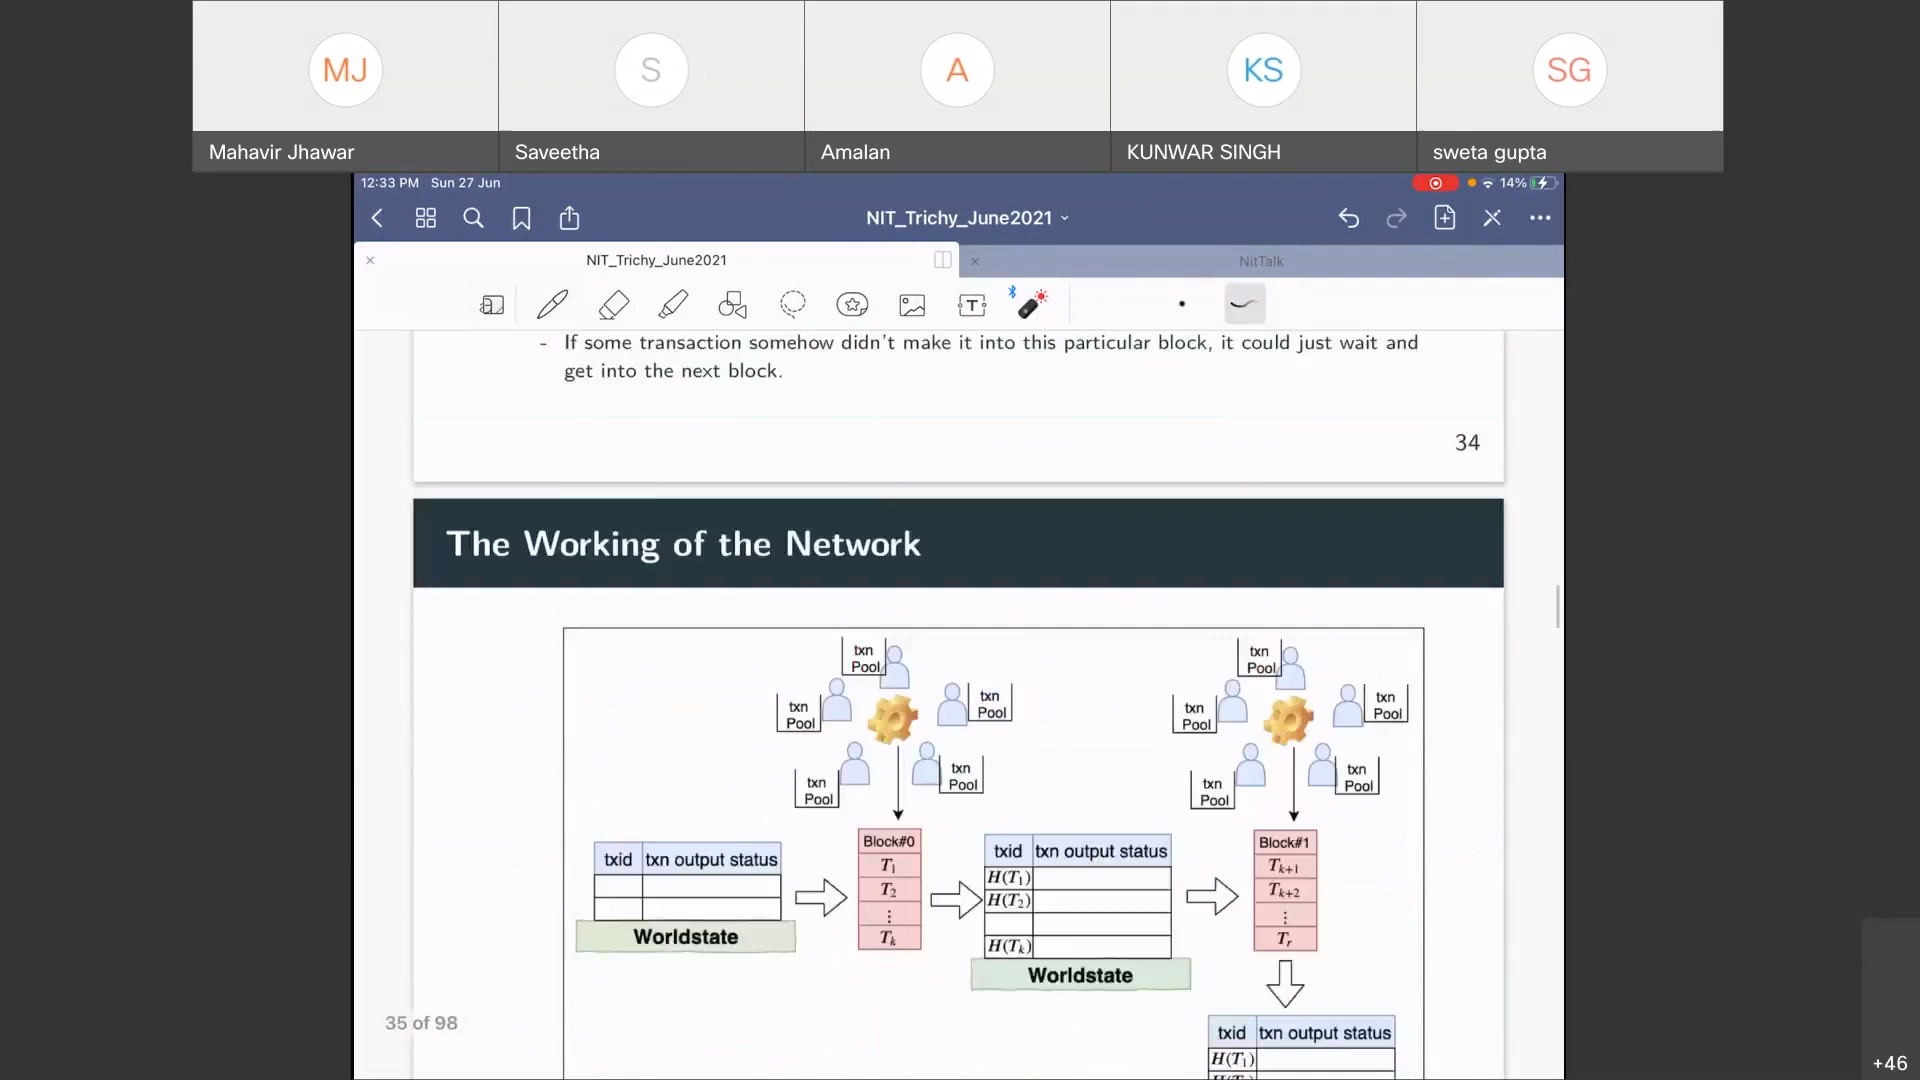 MJ
S
A
KS
SG
Mahavir Jhawar
Saveetha
Amalan
KUNWAR SINGH
sweta gupta
12:33 PM Sun 27 Jun
14%
NIT_Trichy_June2021
NIT_Trichy_June2021
NitTalk
T
- If some transaction somehow didn't make it into this particular block, it could just wait and
get into the next block.
34
The Working of the Network
txn
Pool
txn
Pool
txn
Pool
txn
Pool
txn
Pool
txn
Pool
txn
Pool
txn
Pool
txn
Pool
txn
Pool
txid txn output status
Worldstate
Block#0
T₁
T₂
⋮
Tₖ
txid txn output status
H(T₁)
H(T₂)
H(Tₖ)
Worldstate
Block#1
Tₖ₊₁
Tₖ₊₂
⋮
Tᵣ
txid txn output status
H(T₁)
35 of 98
+46